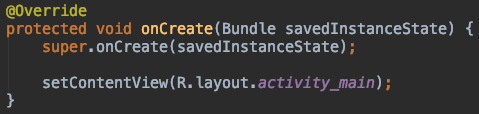 @Override
protected void onCreate(Bundle savedInstanceState) {
    super.onCreate(savedInstanceState);

    setContentView(R.layout.activity_main);
}